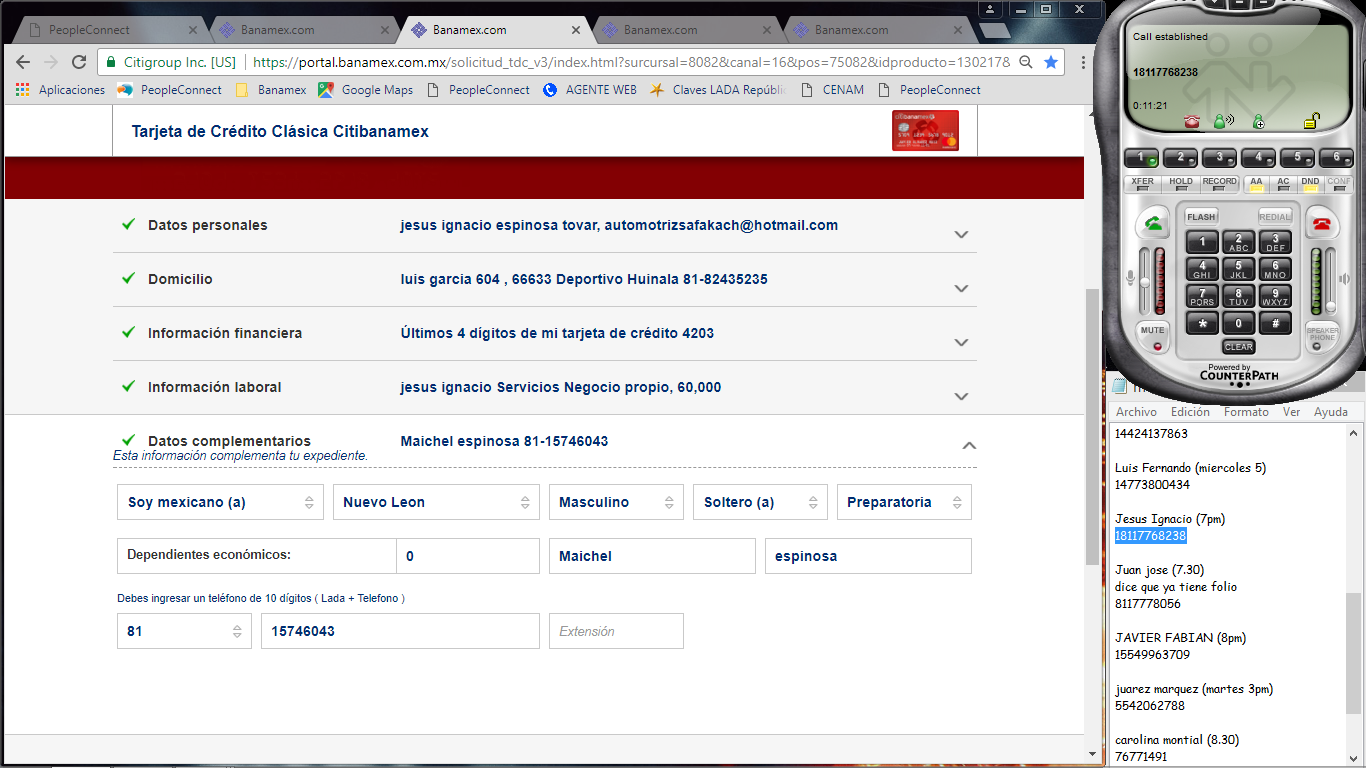 PeopleConnect
Banamex.com
Banamex.com
Banamex.com
Banamex.com
Citigroup Inc. [US] https://portal.banamex.com.mx/solicitud_tdc_v3/index.html?surcursal=8082&canal=16&pos=75082&idproducto=1302178
Aplicaciones PeopleConnect Banamex Google Maps PeopleConnect AGENTE WEB Claves LADA Repúblic CENAM PeopleConnect
Tarjeta de Crédito Clásica Citibanamex
Datos personales jesus ignacio espinosa tovar, automotrizsafakach@hotmail.com
Domicilio luis garcia 604 , 66633 Deportivo Huinala 81-82435235
Información financiera Últimos 4 dígitos de mi tarjeta de crédito 4203
Información laboral jesus ignacio Servicios Negocio propio, 60,000
Datos complementarios Maichel espinosa 81-15746043
Esta información complementa tu expediente.
Soy mexicano (a) Nuevo Leon Masculino Soltero (a) Preparatoria
Dependientes económicos: 0 Maichel espinosa
Debes ingresar un teléfono de 10 dígitos ( Lada + Telefono )
81 15746043 Extensión
Call established
18117768238
0:11:21
1 2 3 4 5 6
XFER HOLD RECORD AA AC DND CONF
FLASH REDIAL
1 2 ABC 3 DEF
4 GHI 5 JKL 6 MNO
7 PQRS 8 TUV 9 WXYZ
* 0 #
MUTE CLEAR SPEAKER PHONE
Powered by
COUNTERPATH
Archivo Edición Formato Ver Ayuda
14424137863
Luis Fernando (miercoles 5)
14773800434
Jesus Ignacio (7pm)
18117768238
Juan jose (7.30)
dice que ya tiene folio
8117778056
JAVIER FABIAN (8pm)
15549963709
juarez marquez (martes 3pm)
5542062788
carolina montial (8.30)
76771491